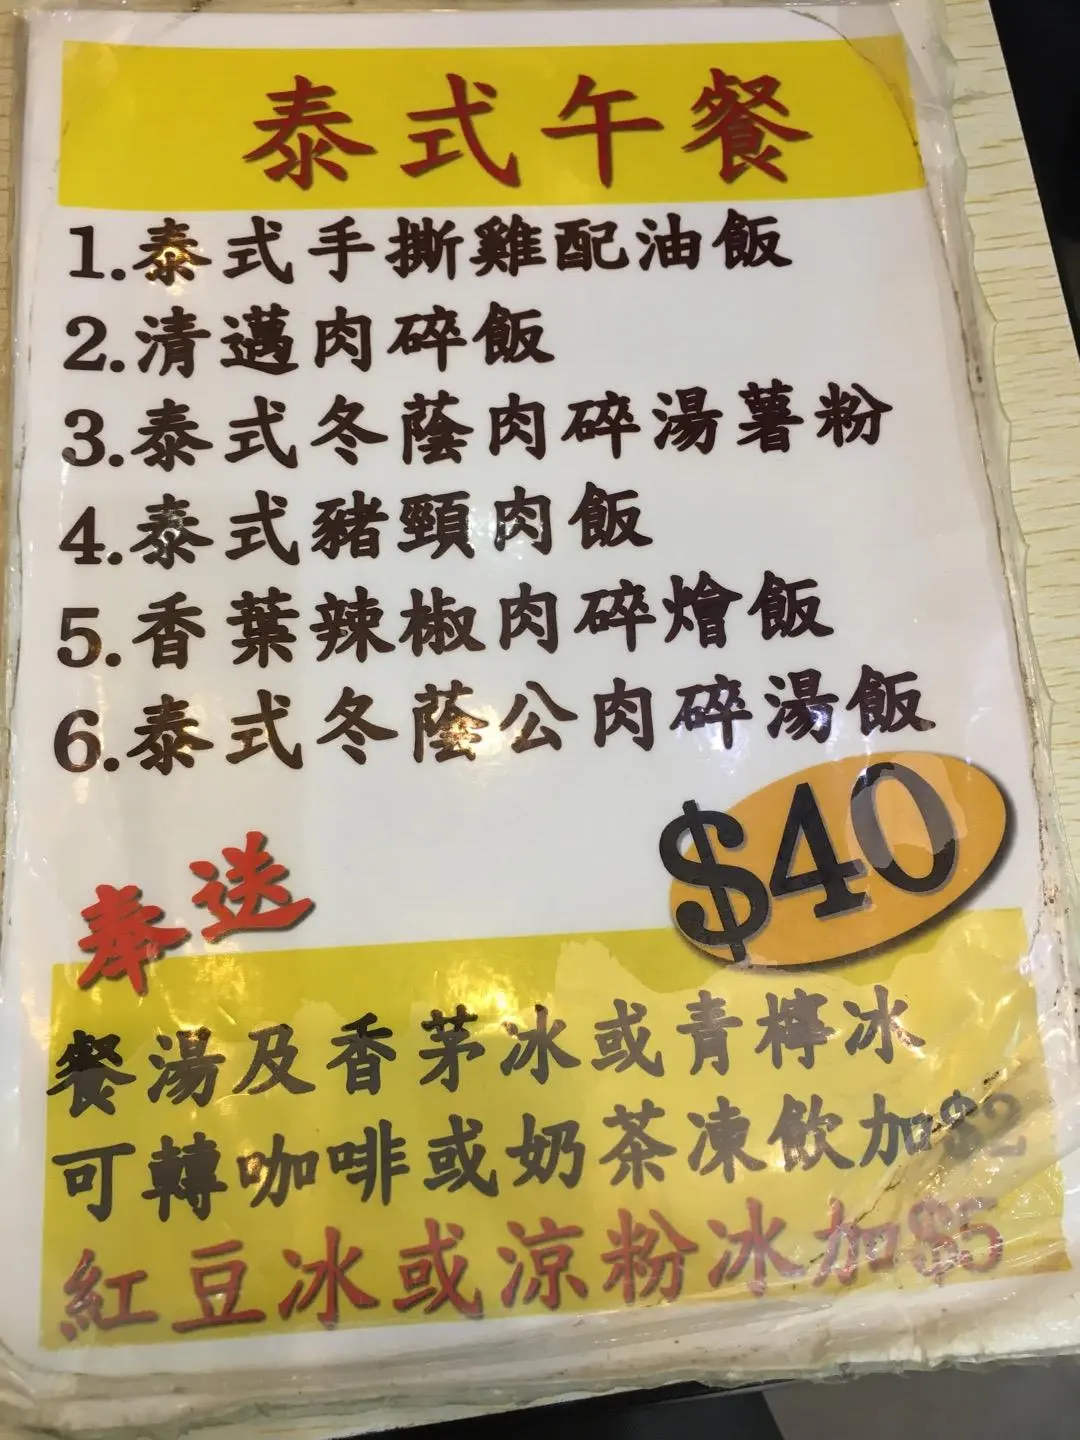 泰式午餐
1.泰式手撕雞配油飯
2.清邁肉碎飯
3.泰式冬蔭肉碎湯薯粉
4.泰式豬頸肉飯
5.香葉辣椒肉碎燴飯
6.泰式冬蔭公肉碎湯飯
$40
奉送
餐湯及香茅冰或青檸冰
可轉咖啡或奶茶凍飲加$2
紅豆冰或涼粉冰加$5